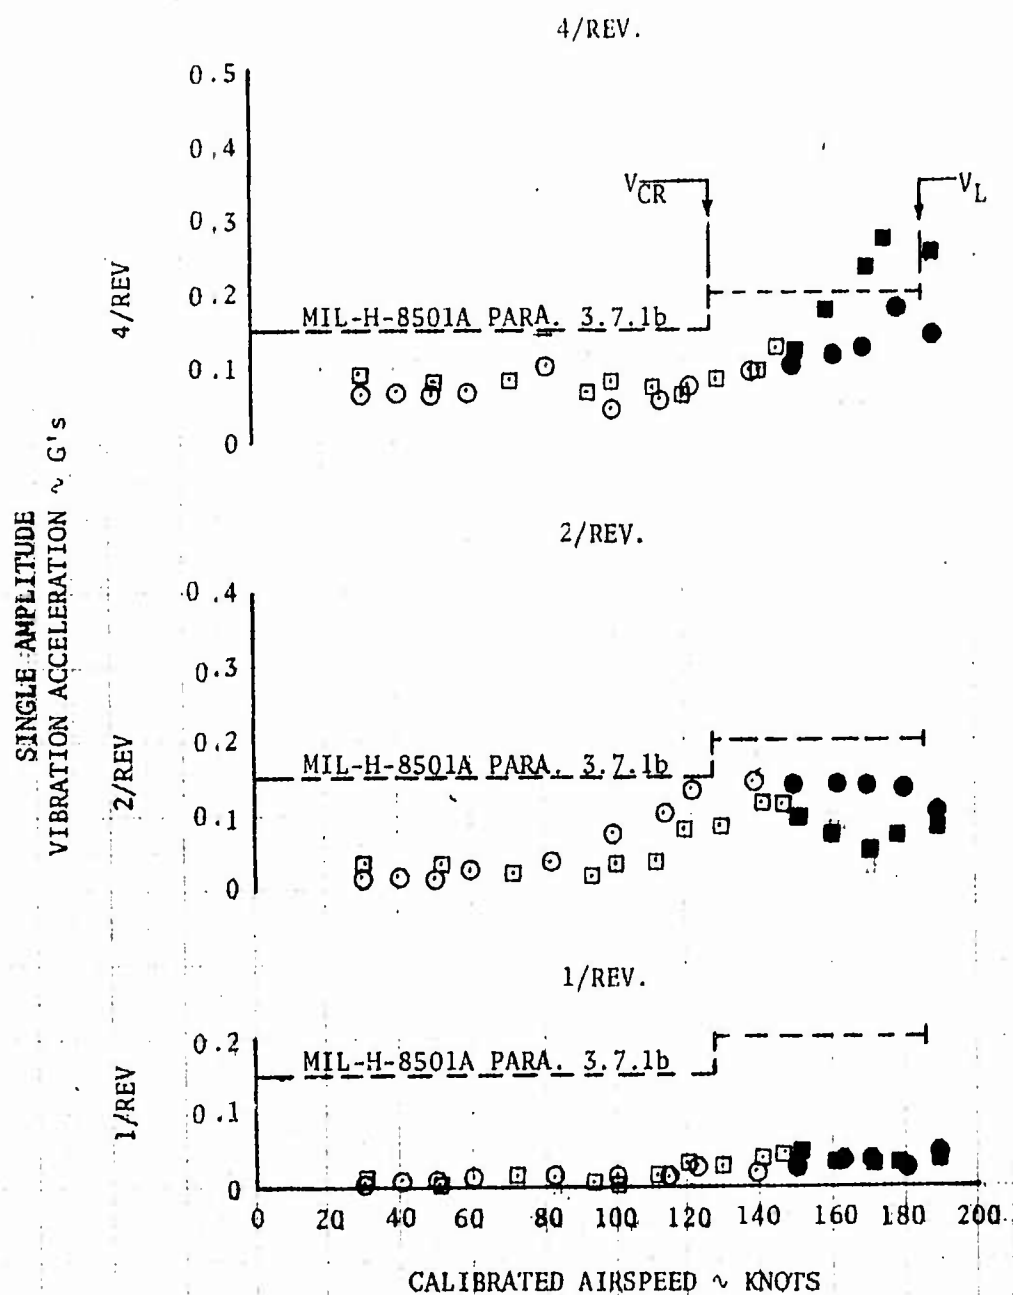 4/REV.
0.5
0.4
0.3
0.2
0.1
0
V_CR
V_L
MIL-H-8501A PARA. 3.7.1b
4/REV
SINGLE AMPLITUDE
VIBRATION ACCELERATION ~ G's
2/REV.
0.4
0.3
0.2
0.1
0
MIL-H-8501A PARA. 3.7.1b
2/REV
1/REV.
0.2
0.1
0
MIL-H-8501A PARA. 3.7.1b
1/REV
0 20 40 60 80 100 120 140 160 180 200
CALIBRATED AIRSPEED ~ KNOTS